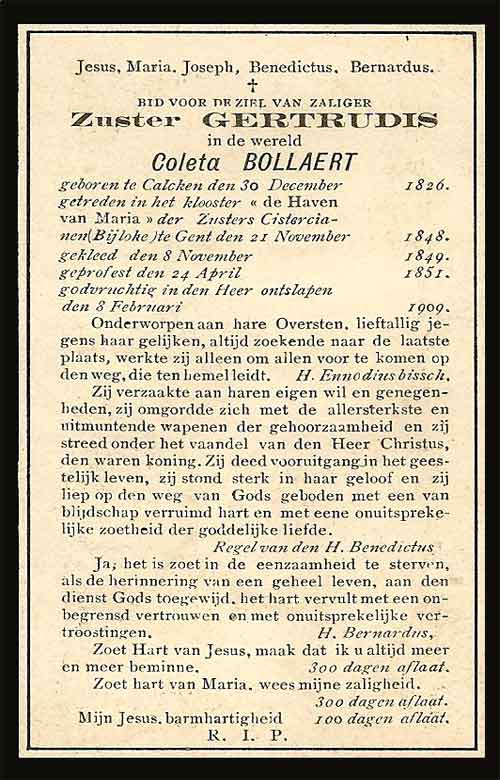 Jesus, Maria. Joseph, Benedictus, Bernardus.
✝
BID VOOR DE ZIEL VAN ZALIGER
Zuster GERTRUDIS
in de wereld
Coleta BOLLAERT
geboren te Calcken den 30 December 1826.
getreden in het klooster « de Haven
van Maria » der Zusters Cistercia-
nen (Bijloke) te Gent den 21 November 1848.
gekleed den 8 November 1849.
geprofest den 24 April 1851.
godvruchtig in den Heer ontslapen
den 8 Februari 1909.
Onderworpen aan hare Oversten, lieftallig je-
gens haar gelijken, altijd zoekende naar de laatste
plaats, werkte zij alleen om allen voor te komen op
den weg, die ten hemel leidt. H. Ennodius bissch.
Zij verzaakte aan haren eigen wil en genegen-
heden, zij omgordde zich met de allersterkste en
uitmuntende wapenen der gehoorzaamheid en zij
streed onder het vaandel van den Heer Christus,
den waren koning. Zij deed vooruitgang in het gees-
telijk leven, zij stond sterk in haar geloof en zij
liep op den weg van Gods geboden met een van
blijdschap verruimd hart en met eene onuitspreke-
lijke zoetheid der goddelijke liefde.
Regel van den H. Benedictus
Ja, het is zoet in de eenzaamheid te sterven,
als de herinnering van een geheel leven, aan den
dienst Gods toegewijd, het hart vervult met een on-
begrensd vertrouwen en met onuitsprekelijke ver-
troostingen. H. Bernardus,
Zoet Hart van Jesus, maak dat ik u altijd meer
en meer beminne. 300 dagen aflaat.
Zoet hart van Maria, wees mijne zaligheid.
300 dagen aflaat.
Mijn Jesus, barmhartigheid 100 dagen aflaat.
R. I. P.